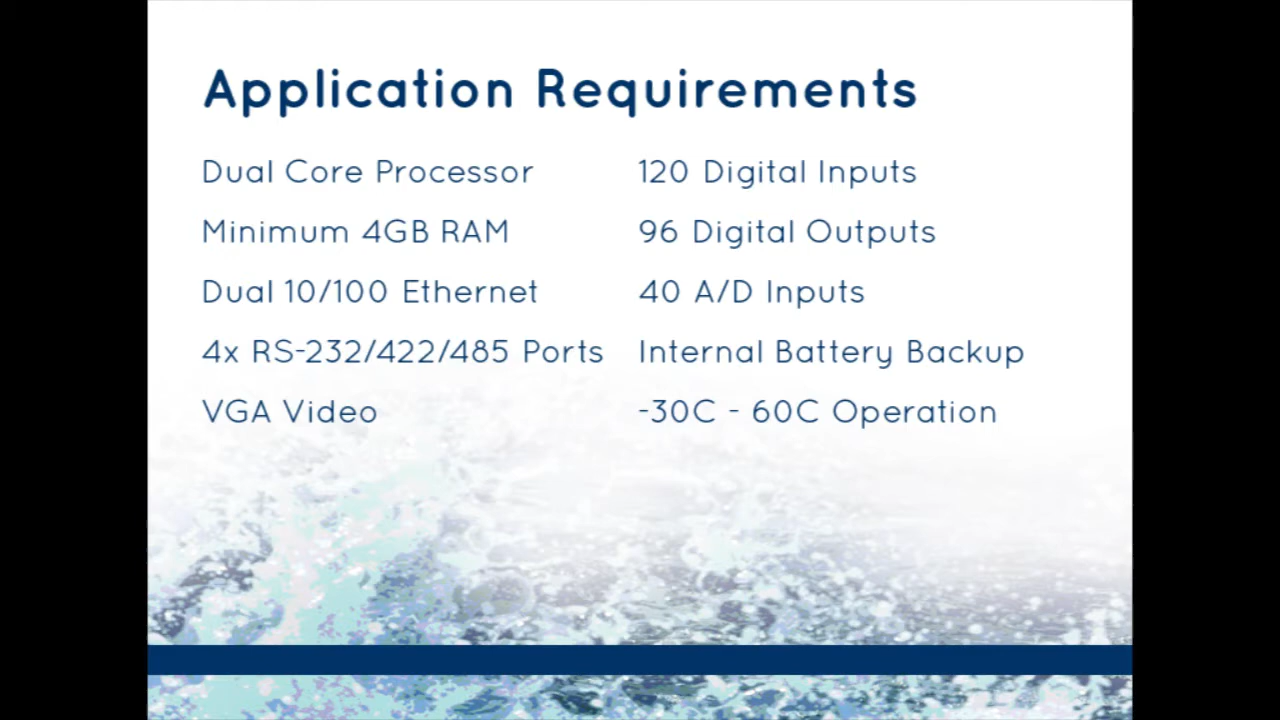 Application Requirements
Dual Core Processor
Minimum 4GB RAM
Dual 10/100 Ethernet
4x RS-232/422/485 Ports
VGA Video
120 Digital Inputs
96 Digital Outputs
40 A/D Inputs
Internal Battery Backup
-30C - 60C Operation